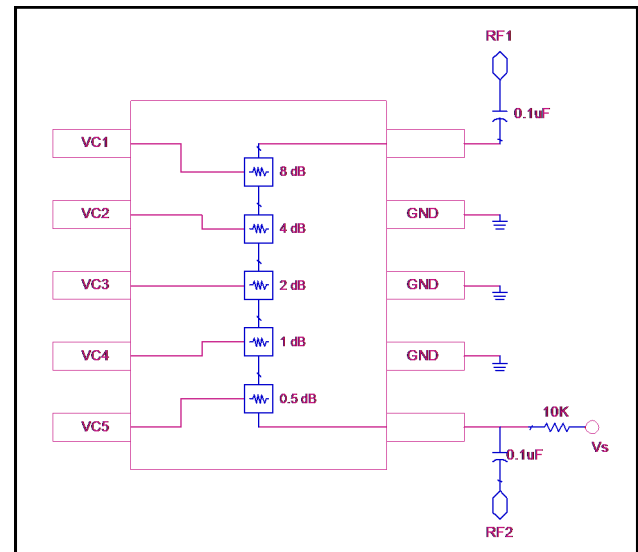 RF1
0.1uF
VC1
8 dB
VC2
4 dB
GND
VC3
2 dB
GND
VC4
1 dB
GND
0.5 dB
10K
VC5
Vs
0.1uF
RF2